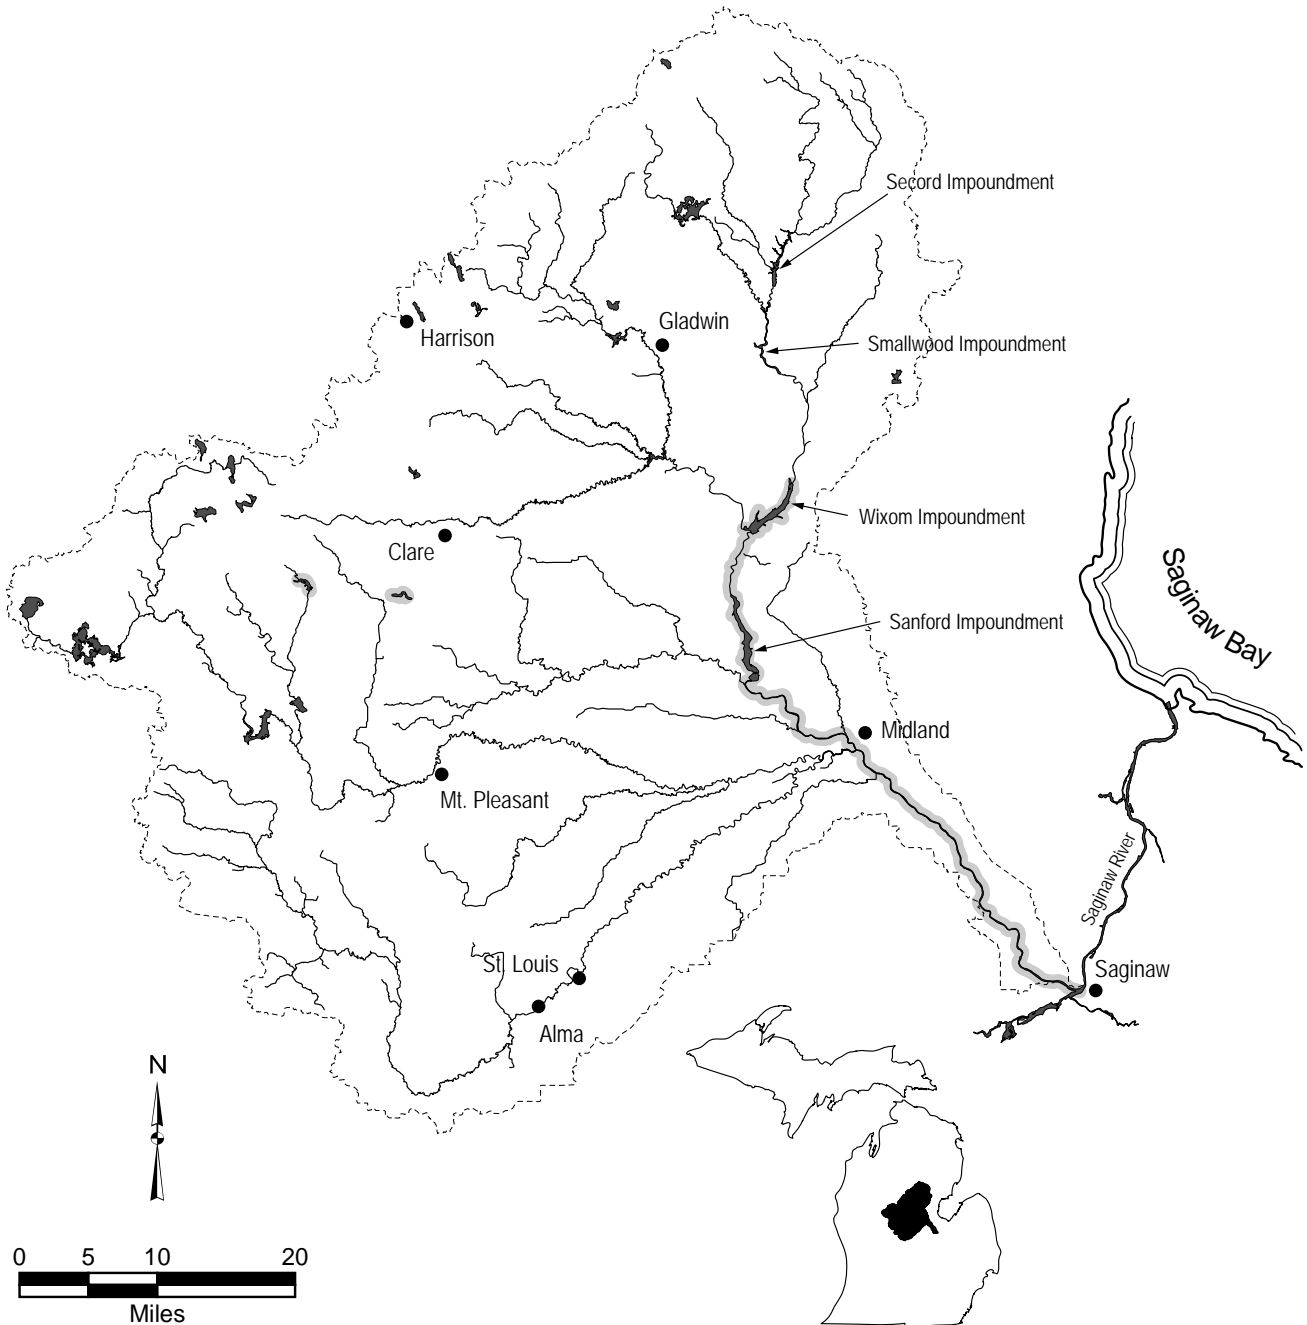 Secord Impoundment
Gladwin
Harrison
Smallwood Impoundment
Wixom Impoundment
Clare
Saginaw Bay
Sanford Impoundment
Midland
Mt. Pleasant
Saginaw River
St. Louis
Saginaw
Alma
N
0 5 10 20
Miles